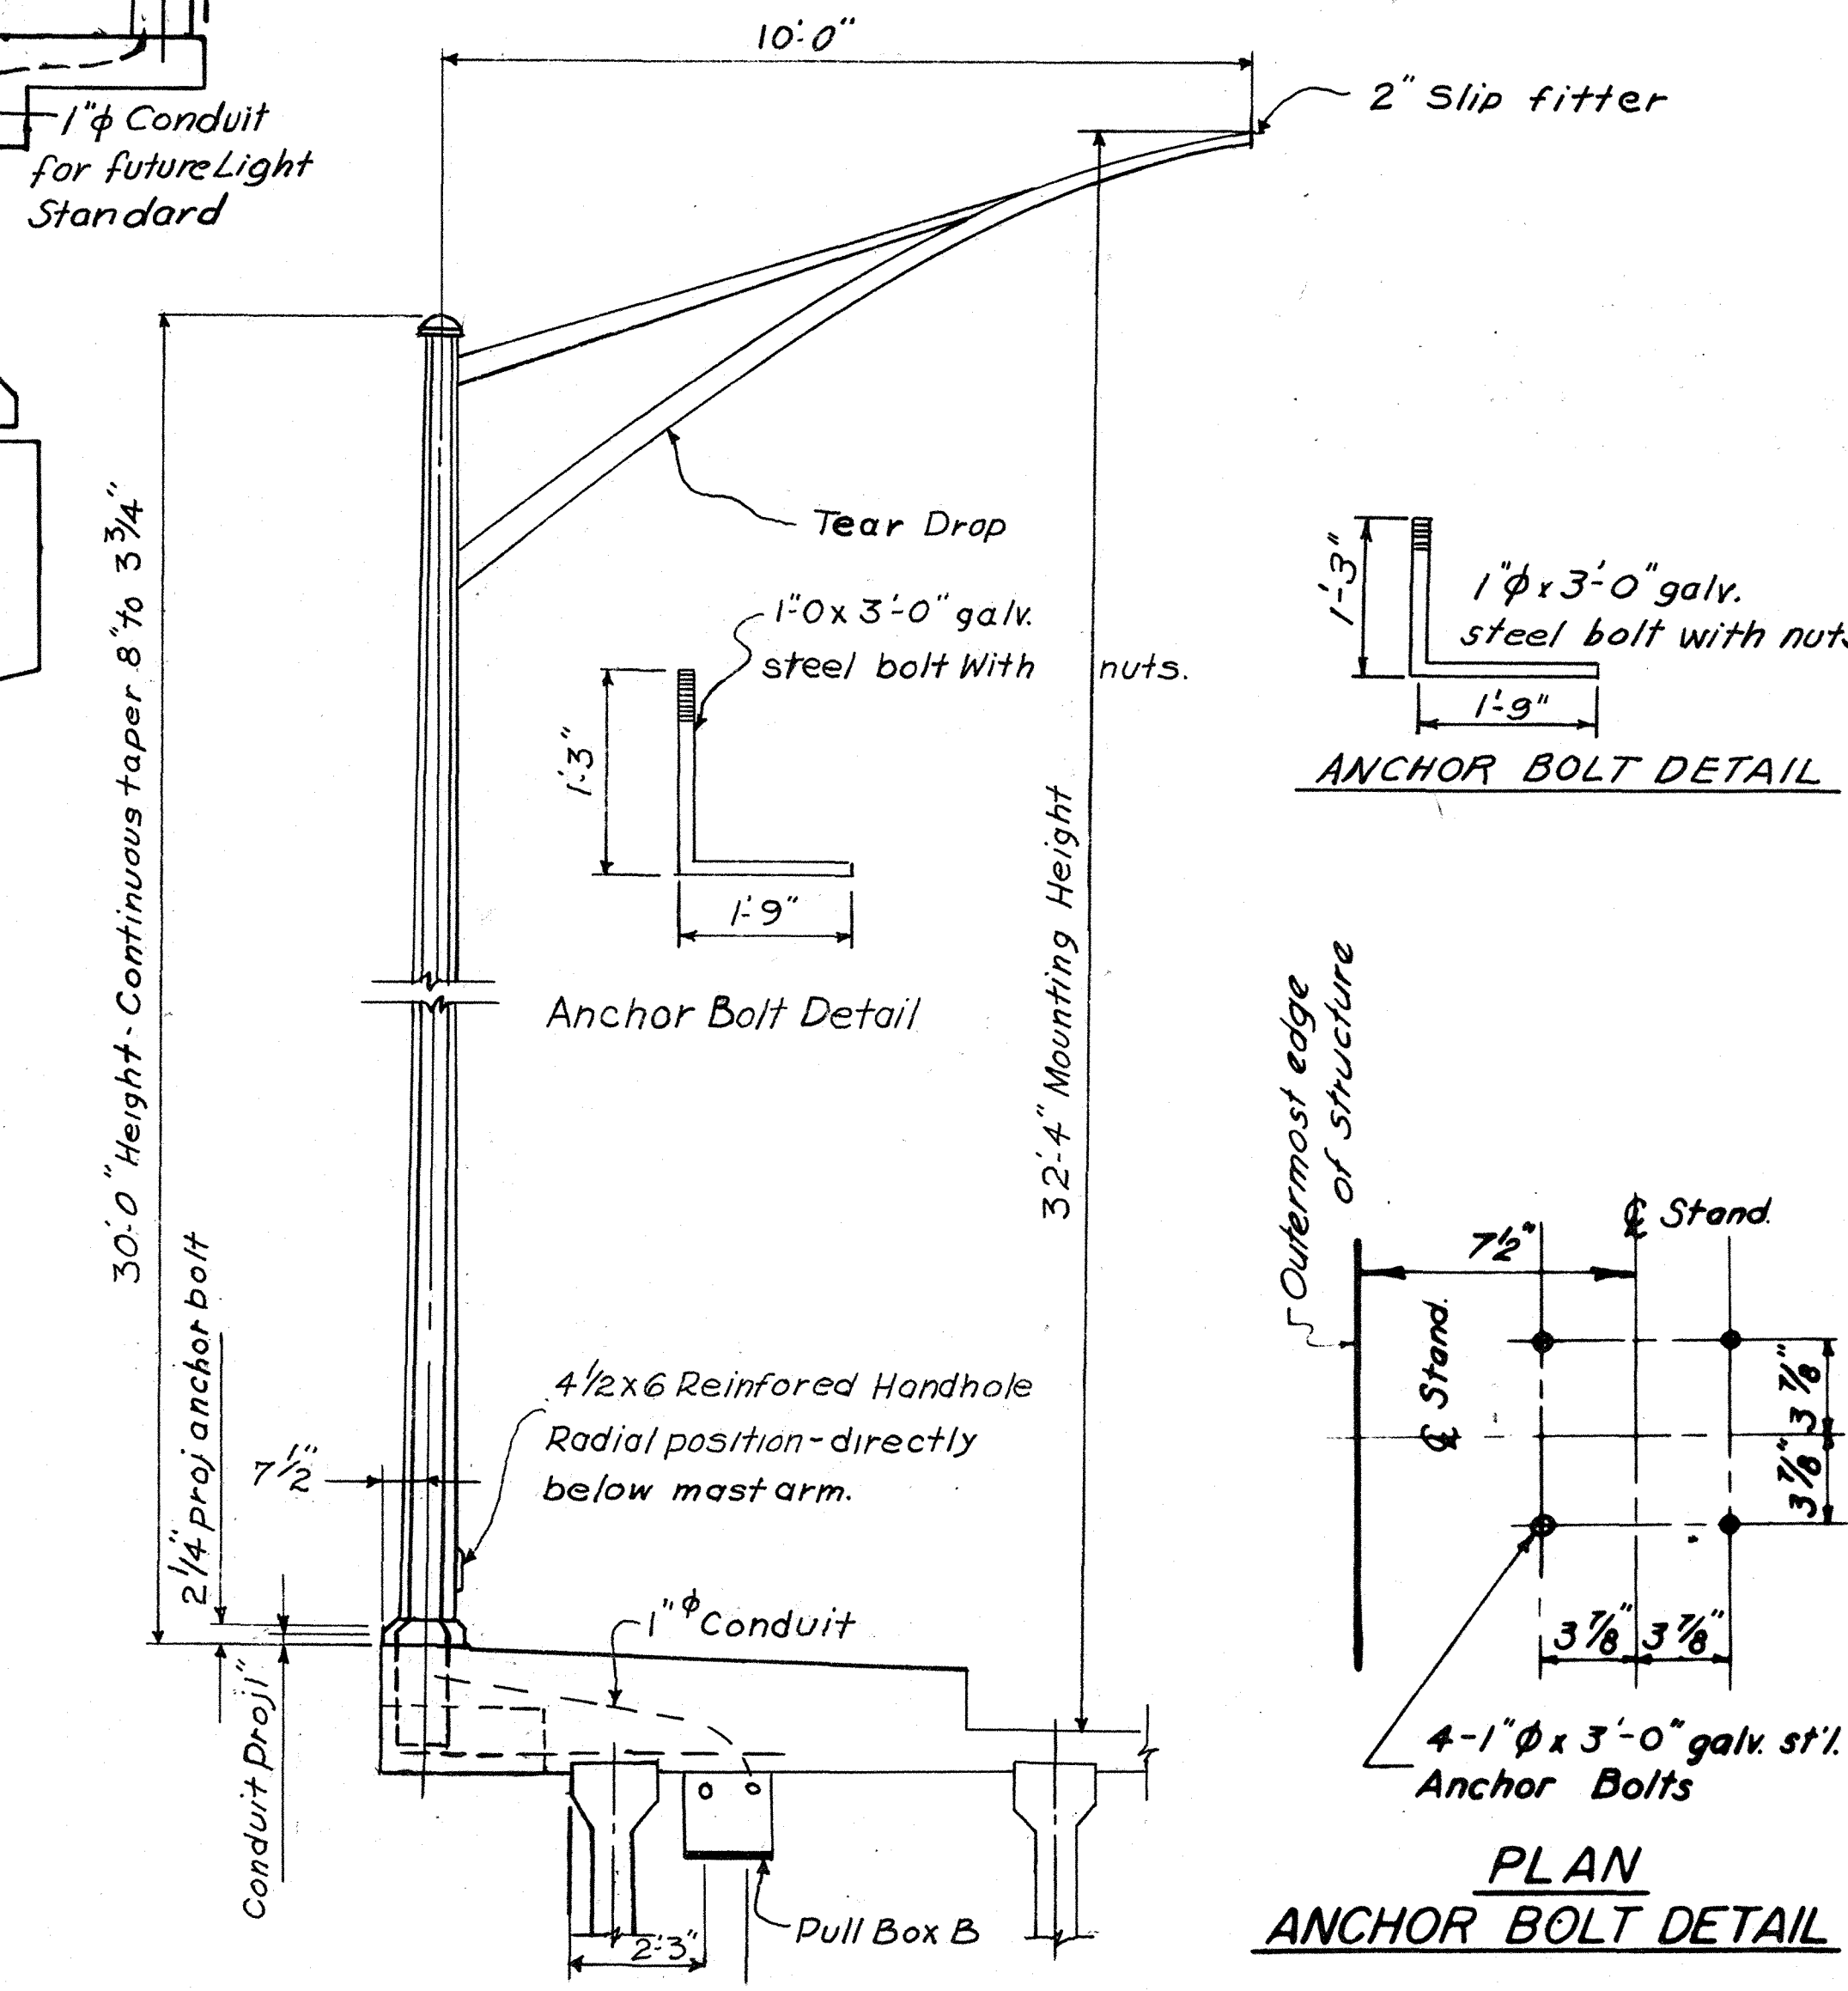 10'-0"
2" Slip fitter
1"ϕ Conduit
for future Light
Standard
Tear Drop
1"-0 x 3'-0" galv.
steel bolt With nuts.
1'-3"
1'-9"
Anchor Bolt Detail
1'-3"
1"ϕ x 3'-0" galv.
steel bolt with nuts
1'-9"
ANCHOR BOLT DETAIL
30'-0" Height - Continuous taper 8" to 3 3/4"
32'-4" Mounting Height
2 1/4" proj anchor bolt
7 1/2"
4 1/2 x 6 Reinfored Handhole
Radial position - directly
below mast arm.
1"ϕ Conduit
Conduit Proj 1"
2'-3"
Pull Box B
Outermost edge
of structure
℄ Stand.
7 1/2"
℄ Stand.
3 7/8"
3 7/8"
3 7/8" 3 7/8"
4-1"ϕ x 3'-0" galv. st'l.
Anchor Bolts
PLAN
ANCHOR BOLT DETAIL